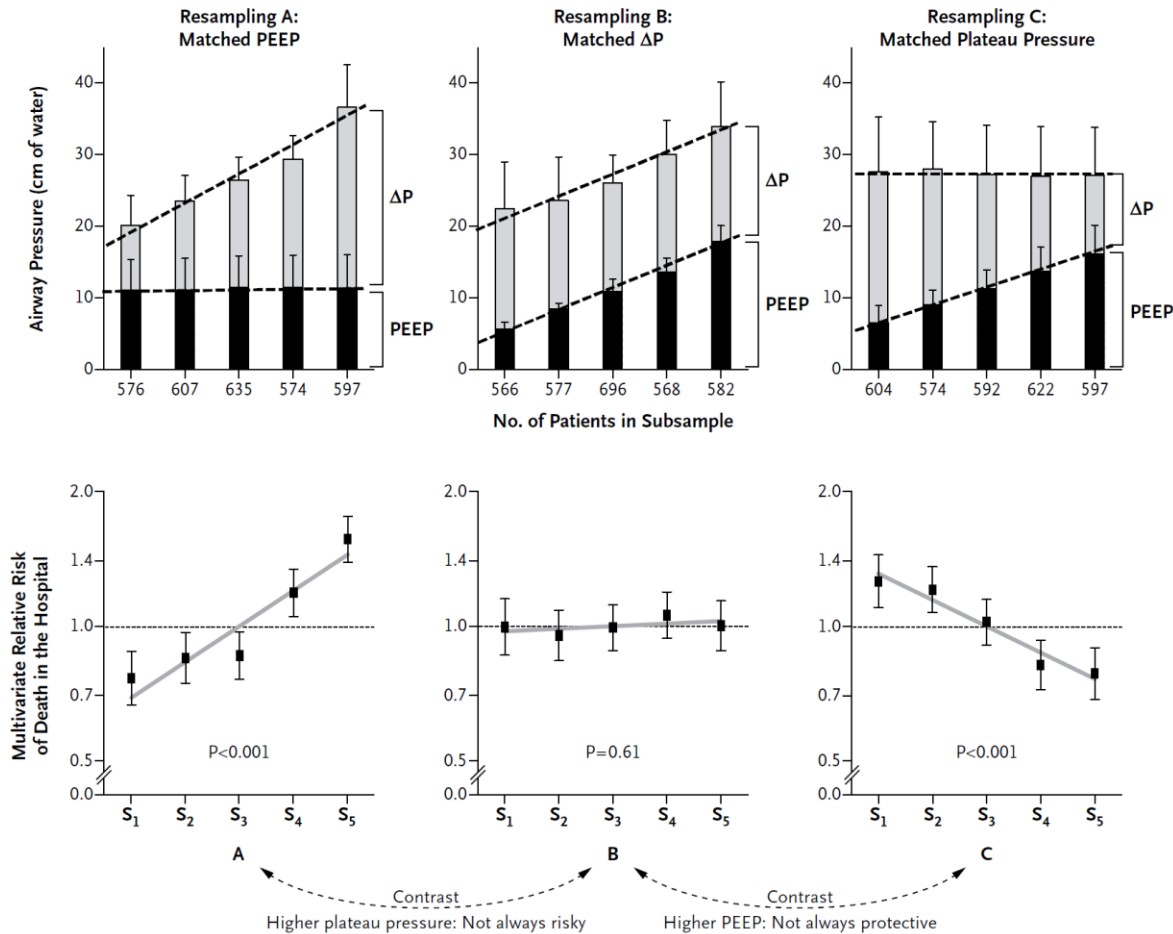 Resampling A:
Matched PEEP
Resampling B:
Matched ΔP
Resampling C:
Matched Plateau Pressure
Airway Pressure (cm of water)
40
30
20
10
0
ΔP
PEEP
576 607 635 574 597
40
30
20
10
0
ΔP
PEEP
566 577 696 568 582
40
30
20
10
0
ΔP
PEEP
604 574 592 622 597
No. of Patients in Subsample
Multivariate Relative Risk
of Death in the Hospital
2.0
1.4
1.0
0.7
0.5
0.0
P<0.001
S1 S2 S3 S4 S5
A
2.0
1.4
1.0
0.7
0.5
0.0
P=0.61
S1 S2 S3 S4 S5
B
2.0
1.4
1.0
0.7
0.5
0.0
P<0.001
S1 S2 S3 S4 S5
C
Contrast
Higher plateau pressure: Not always risky
Contrast
Higher PEEP: Not always protective